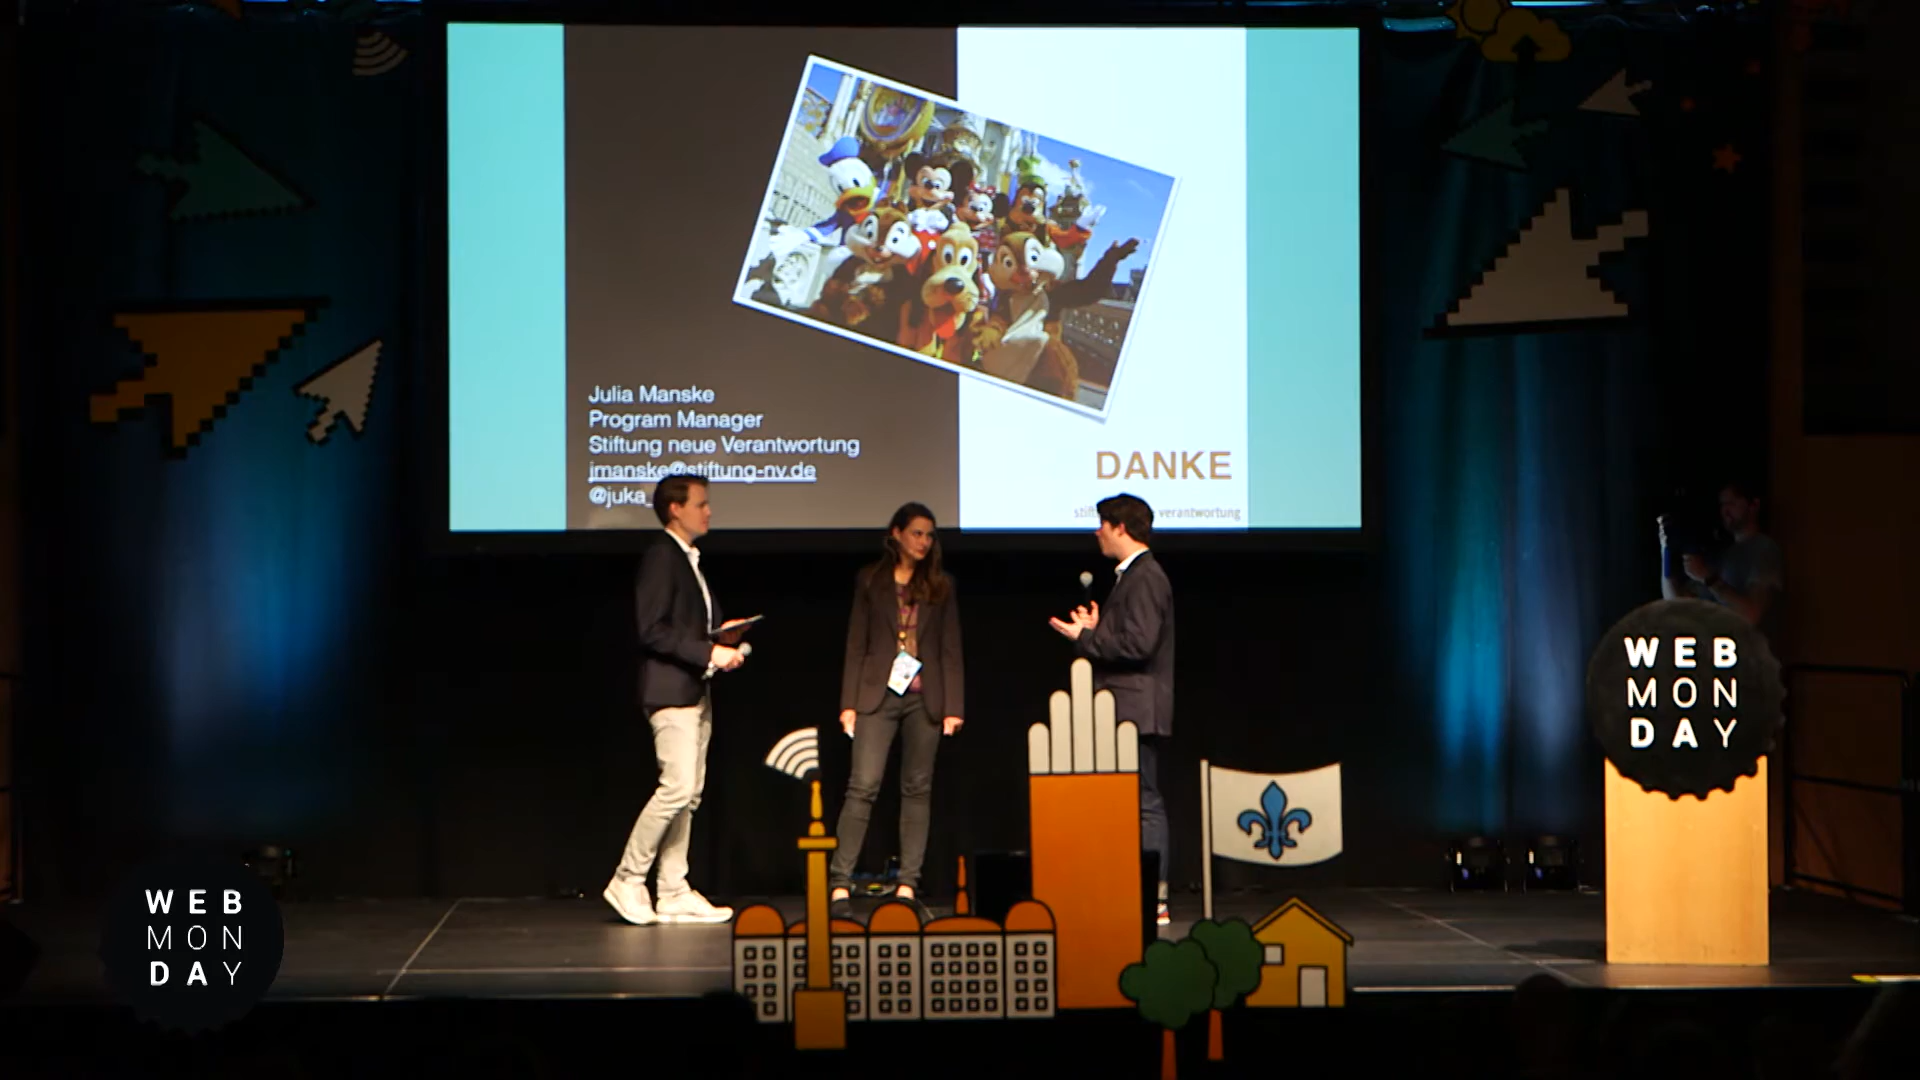 Julia Manske
Program Manager
Stiftung neue Verantwortung
jmanske@stiftung-nv.de
@juka_
DANKE
verantwortung
WEB
MON
DAY
WEB
MON
DAY